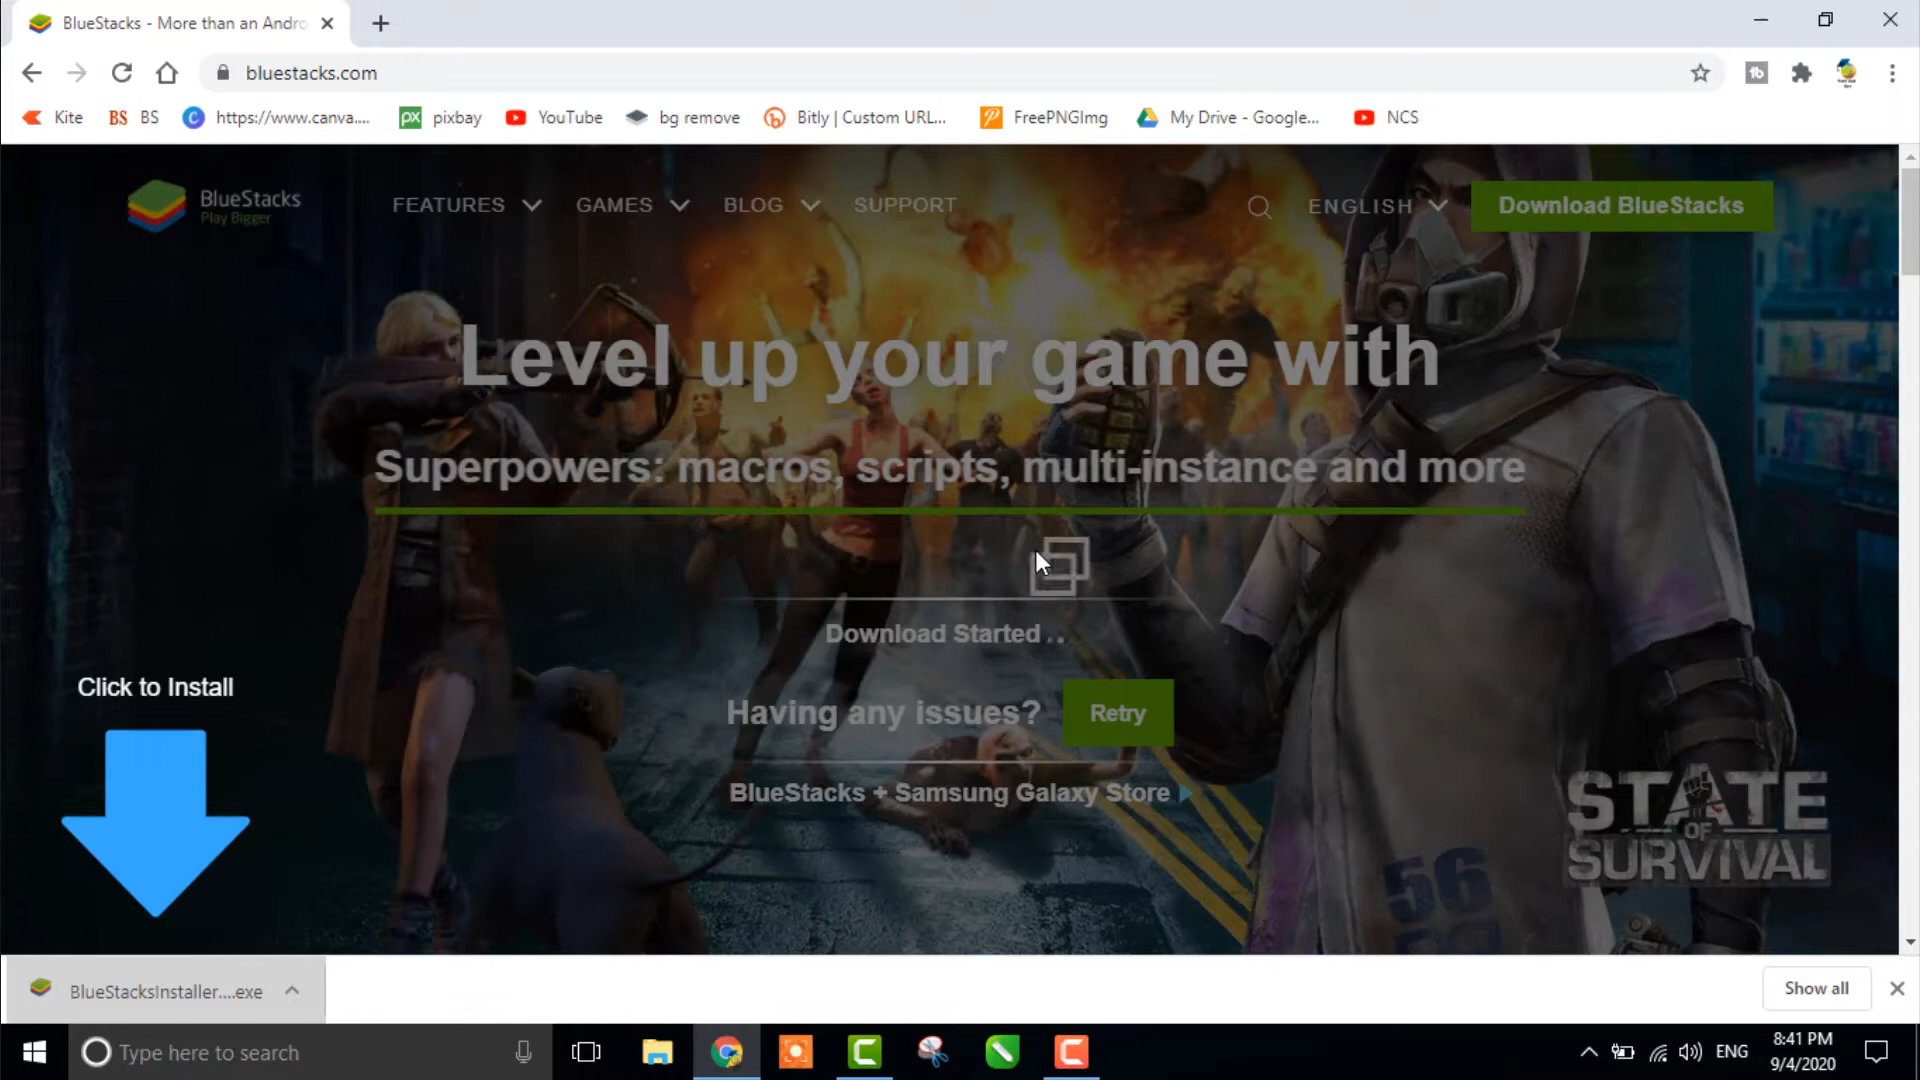 BlueStacks - More than an Andro
bluestacks.com
Kite
BS BS
https://www.canva....
px pixbay
YouTube
bg remove
Bitly | Custom URL...
FreePNGImg
My Drive - Google...
NCS
BlueStacks
Play Bigger
FEATURES
GAMES
BLOG
SUPPORT
ENGLISH
Download BlueStacks
Level up your game with
Superpowers: macros, scripts, multi-instance and more
Download Started . .
Click to Install
Having any issues?
Retry
BlueStacks + Samsung Galaxy Store
STATE
OF
SURVIVAL
56
BlueStacksInstaller....exe
Show all
Type here to search
ENG
8:41 PM
9/4/2020